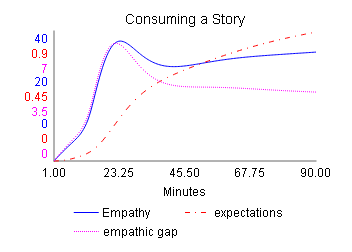 Consuming a Story
40
0.9
7
20
0.45
3.5
0
0
0
1.00 23.25 45.50 67.75 90.00
Minutes
Empathy expectations
empathic gap